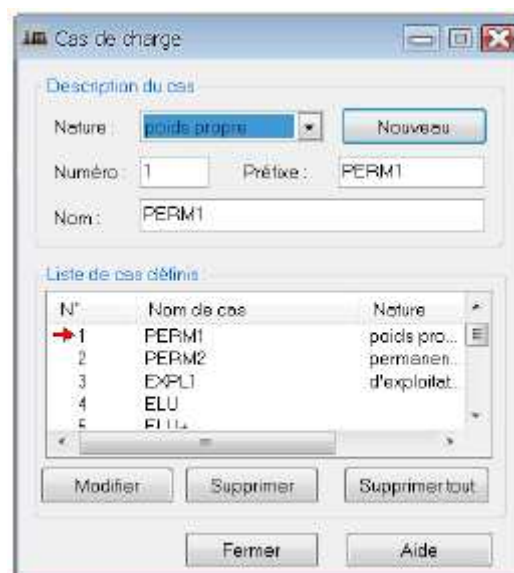 Cas de charge
Description du cas
Nature : poids propre Nouveau
Numéro : 1 Préfixe : PERM1
Nom : PERM1
Liste de cas définis :
N° Nom de cas Nature
1 PERM1 poids pro...
2 PERM2 permanen...
3 EXPL1 d'exploitat...
4 ELU
5 ELU+
Modifier Supprimer Supprimer tout
Fermer Aide